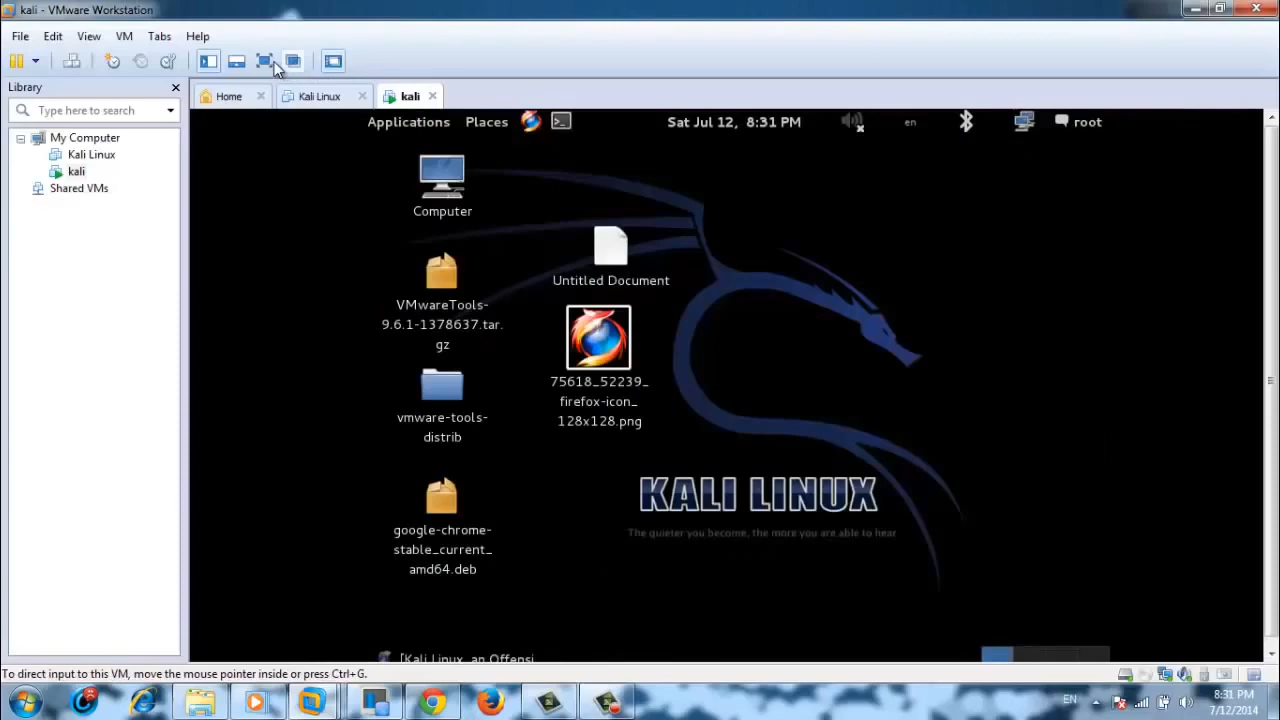 kali - VMware Workstation
File Edit View VM Tabs Help
Library
Type here to search
Home
Kali Linux
kali
My Computer
Kali Linux
kali
Shared VMs
Applications Places
Sat Jul 12, 8:31 PM
en
root
Computer
VMwareTools-
9.6.1-1378637.tar.
gz
vmware-tools-
distrib
google-chrome-
stable_current_
amd64.deb
Untitled Document
75618_52239_
firefox-icon_
128x128.png
KALI LINUX
The quieter you become, the more you are able to hear
[Kali Linux, an Offensi
To direct input to this VM, move the mouse pointer inside or press Ctrl+G.
EN
8:31 PM
7/12/2014